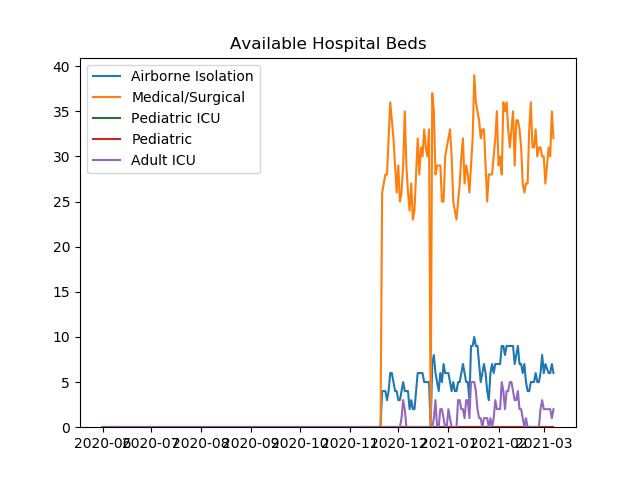 Available Hospital Beds
40
35
30
25
20
15
10
5
0
Airborne Isolation
Medical/Surgical
Pediatric ICU
Pediatric
Adult ICU
2020-06 2020-07 2020-08 2020-09 2020-10 2020-11 2020-12 2021-01 2021-02 2021-03